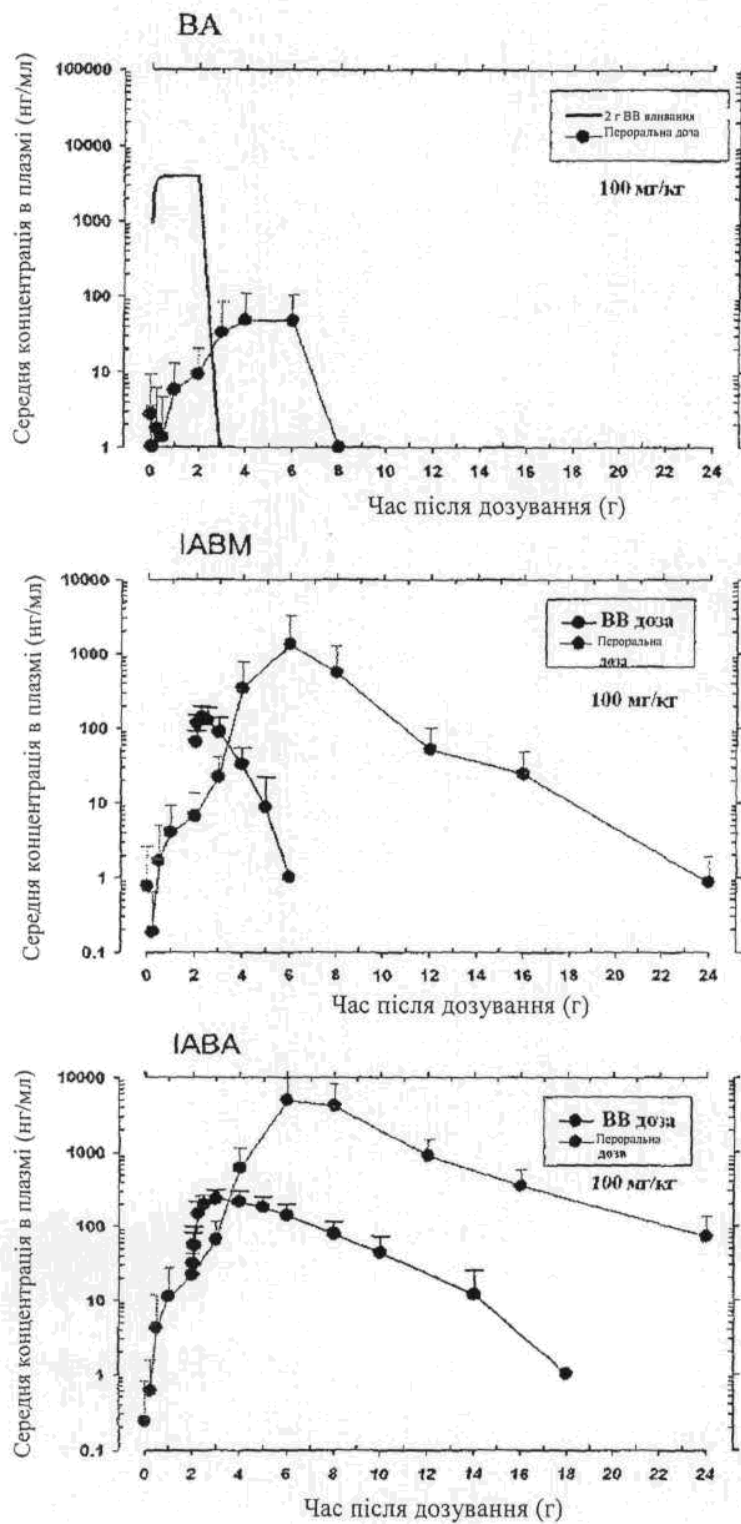 BA
100000
10000
1000
100
10
1
Середня концентрація в плазмі (нг/мл)
2 г ВВ вливання
Пероральна доза
100 мг/кг
0 2 4 6 8 10 12 14 16 18 20 22 24
Час після дозування (г)
IABM
10000
1000
100
10
1
0.1
Середня концентрація в плазмі (нг/мл)
ВВ доза
Пероральна
доза
100 мг/кг
0 2 4 6 8 10 12 14 16 18 20 22 24
Час після дозування (г)
IABA
10000
1000
100
10
1
0.1
Середня концентрація в плазмі (нг/мл)
ВВ доза
Пероральна
дозв
100 мг/кг
0 2 4 6 8 10 12 14 16 18 20 22 24
Час після дозування (г)